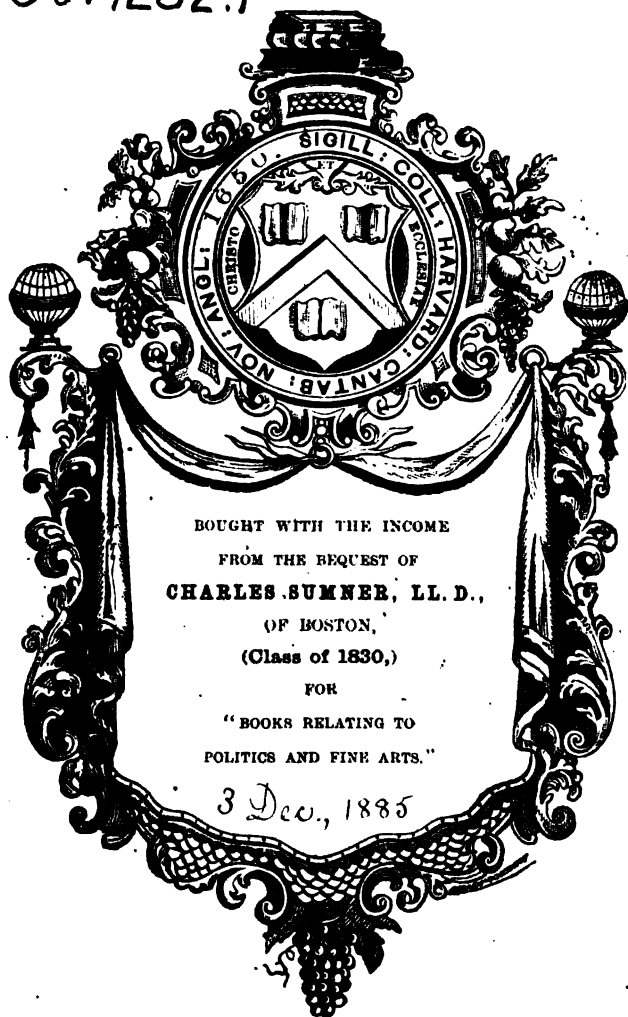 SIGILL: COLL: HARVARD: CANTAB: NOV: ANGL: 1650.
CHRISTO
ET
ECCLESIAE
BOUGHT WITH THE INCOME
FROM THE BEQUEST OF
CHARLES SUMNER, LL. D.,
OF BOSTON,
(Class of 1830,)
FOR
"BOOKS RELATING TO
POLITICS AND FINE ARTS."
3 Dec., 1885